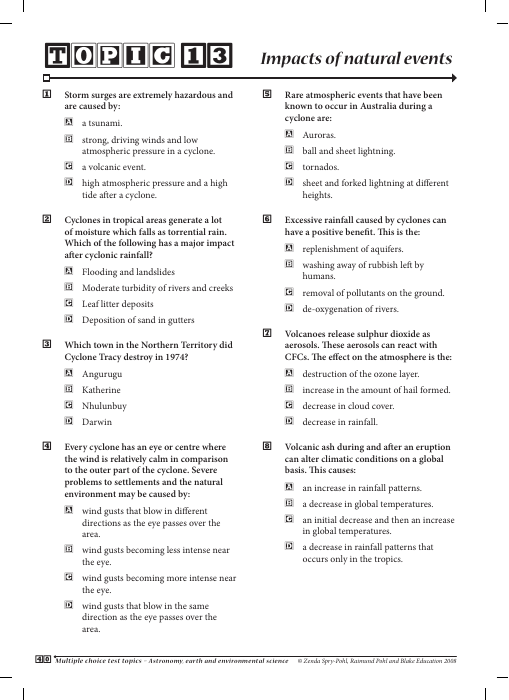 TOPIC 13
Impacts of natural events
1 Storm surges are extremely hazardous and
are caused by:
A a tsunami.
B strong, driving winds and low
atmospheric pressure in a cyclone.
C a volcanic event.
D high atmospheric pressure and a high
tide after a cyclone.
2 Cyclones in tropical areas generate a lot
of moisture which falls as torrential rain.
Which of the following has a major impact
after cyclonic rainfall?
A Flooding and landslides
B Moderate turbidity of rivers and creeks
C Leaf litter deposits
D Deposition of sand in gutters
3 Which town in the Northern Territory did
Cyclone Tracy destroy in 1974?
A Angurugu
B Katherine
C Nhulunbuy
D Darwin
4 Every cyclone has an eye or centre where
the wind is relatively calm in comparison
to the outer part of the cyclone. Severe
problems to settlements and the natural
environment may be caused by:
A wind gusts that blow in different
directions as the eye passes over the
area.
B wind gusts becoming less intense near
the eye.
C wind gusts becoming more intense near
the eye.
D wind gusts that blow in the same
direction as the eye passes over the
area.
5 Rare atmospheric events that have been
known to occur in Australia during a
cyclone are:
A Auroras.
B ball and sheet lightning.
C tornados.
D sheet and forked lightning at different
heights.
6 Excessive rainfall caused by cyclones can
have a positive benefit. This is the:
A replenishment of aquifers.
B washing away of rubbish left by
humans.
C removal of pollutants on the ground.
D de-oxygenation of rivers.
7 Volcanoes release sulphur dioxide as
aerosols. These aerosols can react with
CFCs. The effect on the atmosphere is the:
A destruction of the ozone layer.
B increase in the amount of hail formed.
C decrease in cloud cover.
D decrease in rainfall.
8 Volcanic ash during and after an eruption
can alter climatic conditions on a global
basis. This causes:
A an increase in rainfall patterns.
B a decrease in global temperatures.
C an initial decrease and then an increase
in global temperatures.
D a decrease in rainfall patterns that
occurs only in the tropics.
40 Multiple choice test topics – Astronomy, earth and environmental science © Zenda Spry-Pohl, Raimund Pohl and Blake Education 2008